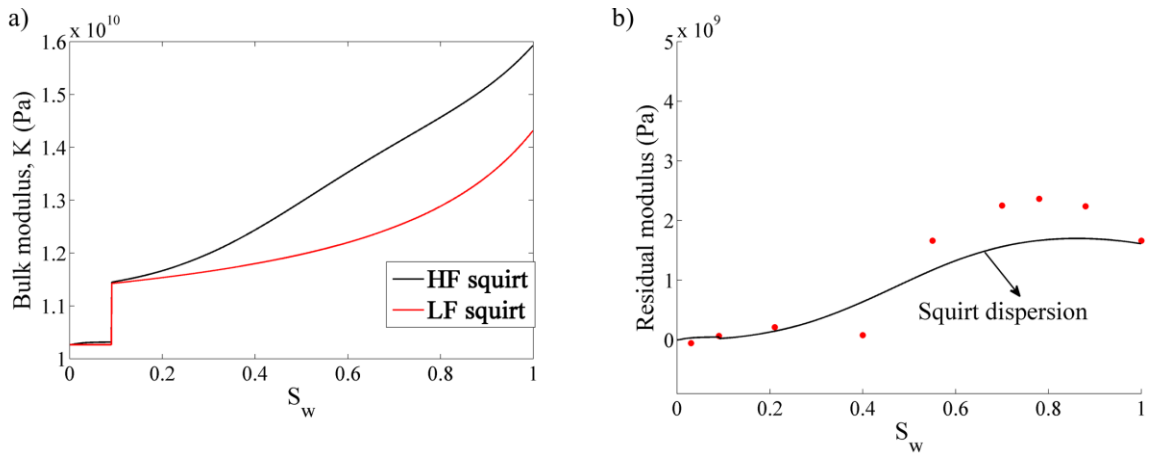 a)
x 10^10
1.6
1.5
1.4
1.3
1.2
1.1
1
0
0.2
0.4
0.6
0.8
1
Bulk modulus, K (Pa)
S_w
HF squirt
LF squirt
b)
x 10^9
5
4
3
2
1
0
0
0.2
0.4
0.6
0.8
1
Residual modulus (Pa)
S_w
Squirt dispersion